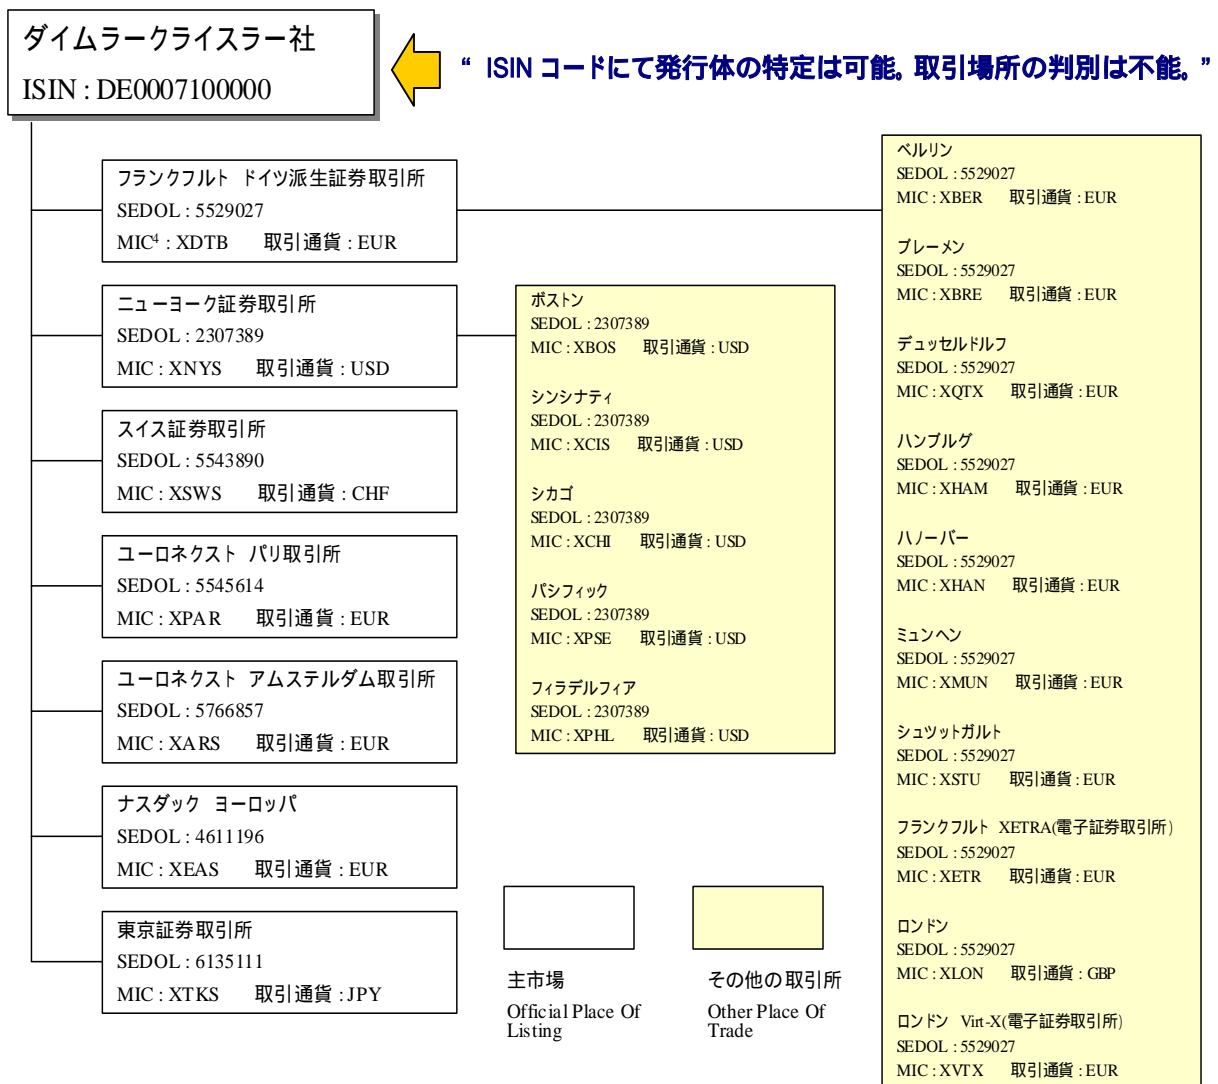 ダイムラークライスラー社
ISIN : DE0007100000
“ ISIN コードにて発行体の特定は可能。取引場所の判別は不能。”
フランクフルト ドイツ派生証券取引所
SEDOL : 5529027
MIC⁴ : XDTB 取引通貨 : EUR
ニューヨーク証券取引所
SEDOL : 2307389
MIC : XNYS 取引通貨 : USD
スイス証券取引所
SEDOL : 5543890
MIC : XSWS 取引通貨 : CHF
ユーロネクスト パリ取引所
SEDOL : 5545614
MIC : XPAR 取引通貨 : EUR
ユーロネクスト アムステルダム取引所
SEDOL : 5766857
MIC : XARS 取引通貨 : EUR
ナスダック ヨーロッパ
SEDOL : 4611196
MIC : XEAS 取引通貨 : EUR
東京証券取引所
SEDOL : 6135111
MIC : XTKS 取引通貨 : JPY
ボストン
SEDOL : 2307389
MIC : XBOS 取引通貨 : USD
シンシナティ
SEDOL : 2307389
MIC : XCIS 取引通貨 : USD
シカゴ
SEDOL : 2307389
MIC : XCHI 取引通貨 : USD
パシフィック
SEDOL : 2307389
MIC : XPSE 取引通貨 : USD
フィラデルフィア
SEDOL : 2307389
MIC : XPHL 取引通貨 : USD
ベルリン
SEDOL : 5529027
MIC : XBER 取引通貨 : EUR
ブレーメン
SEDOL : 5529027
MIC : XBRE 取引通貨 : EUR
デュッセルドルフ
SEDOL : 5529027
MIC : XQTX 取引通貨 : EUR
ハンブルグ
SEDOL : 5529027
MIC : XHAM 取引通貨 : EUR
ハノーバー
SEDOL : 5529027
MIC : XHAN 取引通貨 : EUR
ミュンヘン
SEDOL : 5529027
MIC : XMUN 取引通貨 : EUR
シュツットガルト
SEDOL : 5529027
MIC : XSTU 取引通貨 : EUR
フランクフルト XETRA(電子証券取引所)
SEDOL : 5529027
MIC : XETR 取引通貨 : EUR
ロンドン
SEDOL : 5529027
MIC : XLON 取引通貨 : GBP
ロンドン Virt-X(電子証券取引所)
SEDOL : 5529027
MIC : XVTX 取引通貨 : EUR
主市場
Official Place Of
Listing
その他の取引所
Other Place Of
Trade